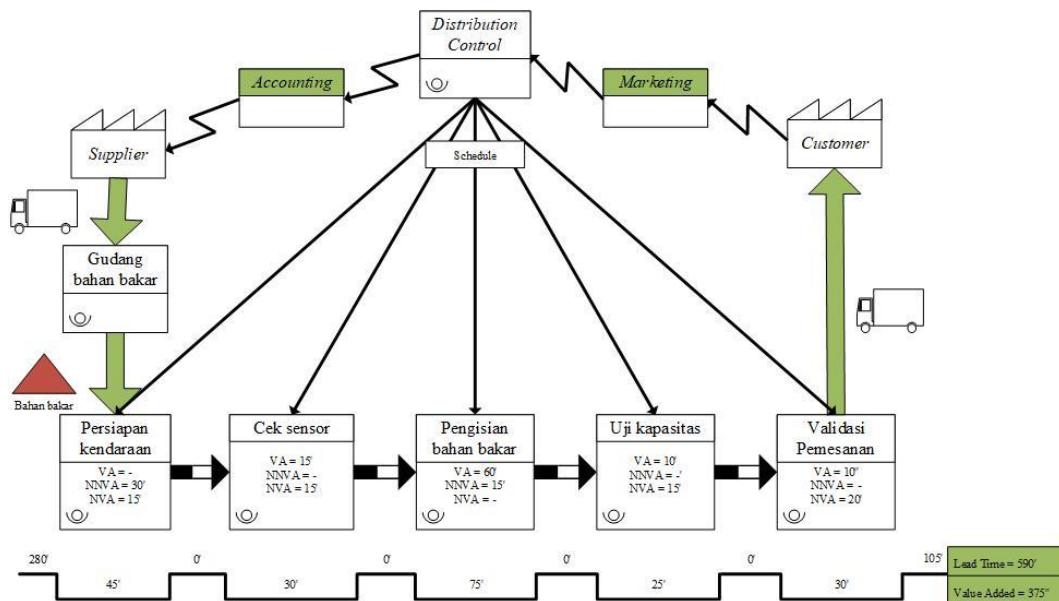 Distribution
Control
Accounting
Marketing
Supplier
Schedule
Customer
Gudang
bahan bakar
Bahan bakar
Persiapan
kendaraan
VA = -
NNVA = 30'
NVA = 15'
Cek sensor
VA = 15'
NNVA = -
NVA = 15'
Pengisian
bahan bakar
VA = 60'
NNVA = 15'
NVA = -
Uji kapasitas
VA = 10'
NNVA = -'
NVA = 15'
Validasi
Pemesanan
VA = 10"
NNVA = -
NVA = 20'
280'
45'
0'
30'
0'
75'
0'
25'
0'
30'
105'
Lead Time = 590'
Value Added = 375"